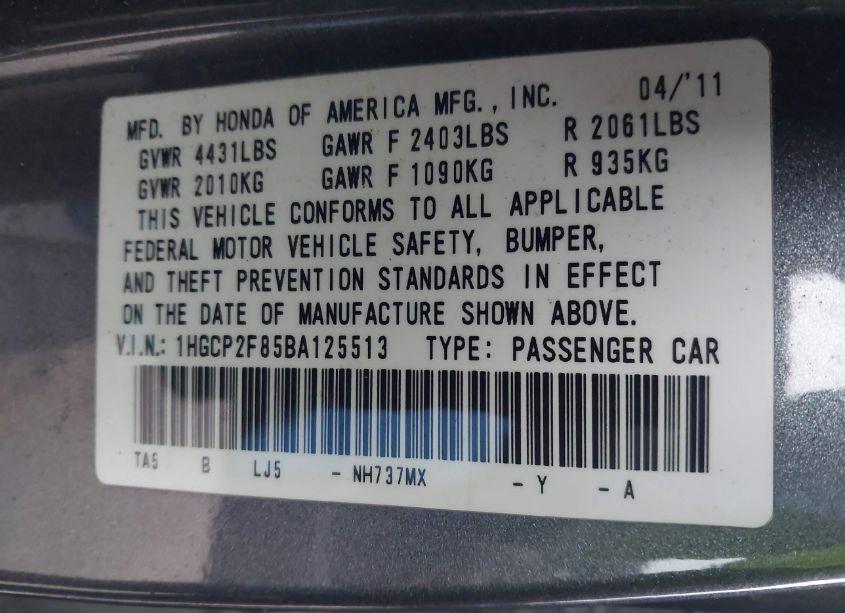 MFD. BY HONDA OF AMERICA MFG., INC. 04/'11
GVWR 4431LBS GAWR F 2403LBS R 2061LBS
GVWR 2010KG GAWR F 1090KG R 935KG
THIS VEHICLE CONFORMS TO ALL APPLICABLE
FEDERAL MOTOR VEHICLE SAFETY, BUMPER,
AND THEFT PREVENTION STANDARDS IN EFFECT
ON THE DATE OF MANUFACTURE SHOWN ABOVE.
V.I.N.: 1HGCP2F85BA125513 TYPE: PASSENGER CAR
TA5 B LJ5 - NH737MX - Y - A